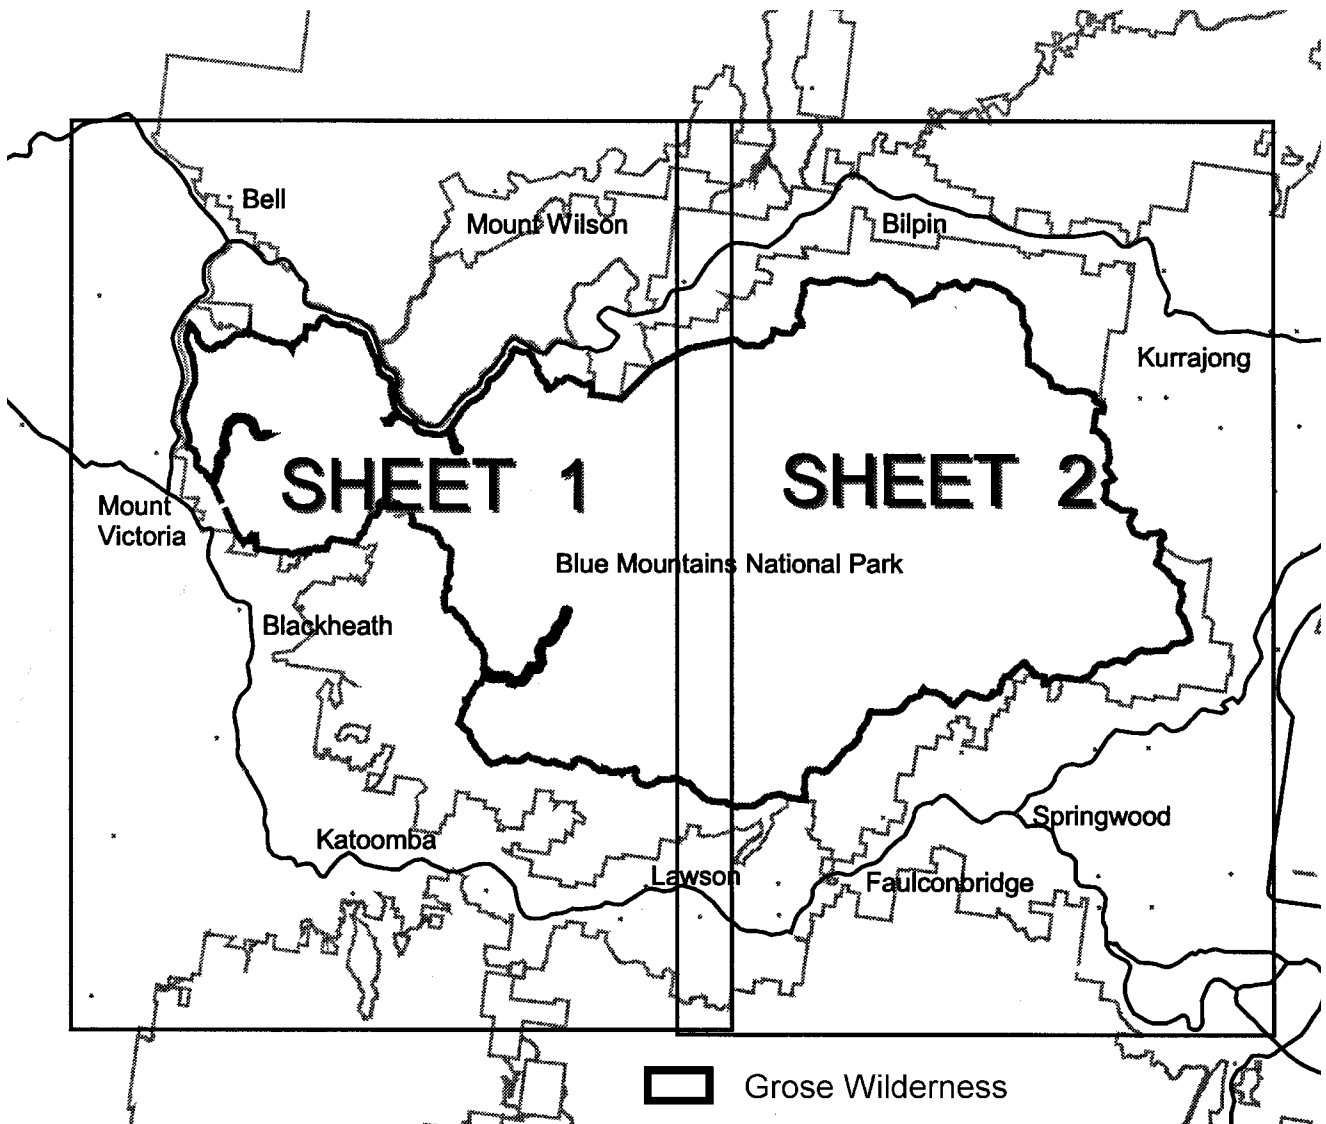 Bell
Mount Wilson
Bilpin
Kurrajong
SHEET 1
SHEET 2
Mount
Victoria
Blue Mountains National Park
Blackheath
Springwood
Katoomba
Lawson
Faulconbridge
Grose Wilderness